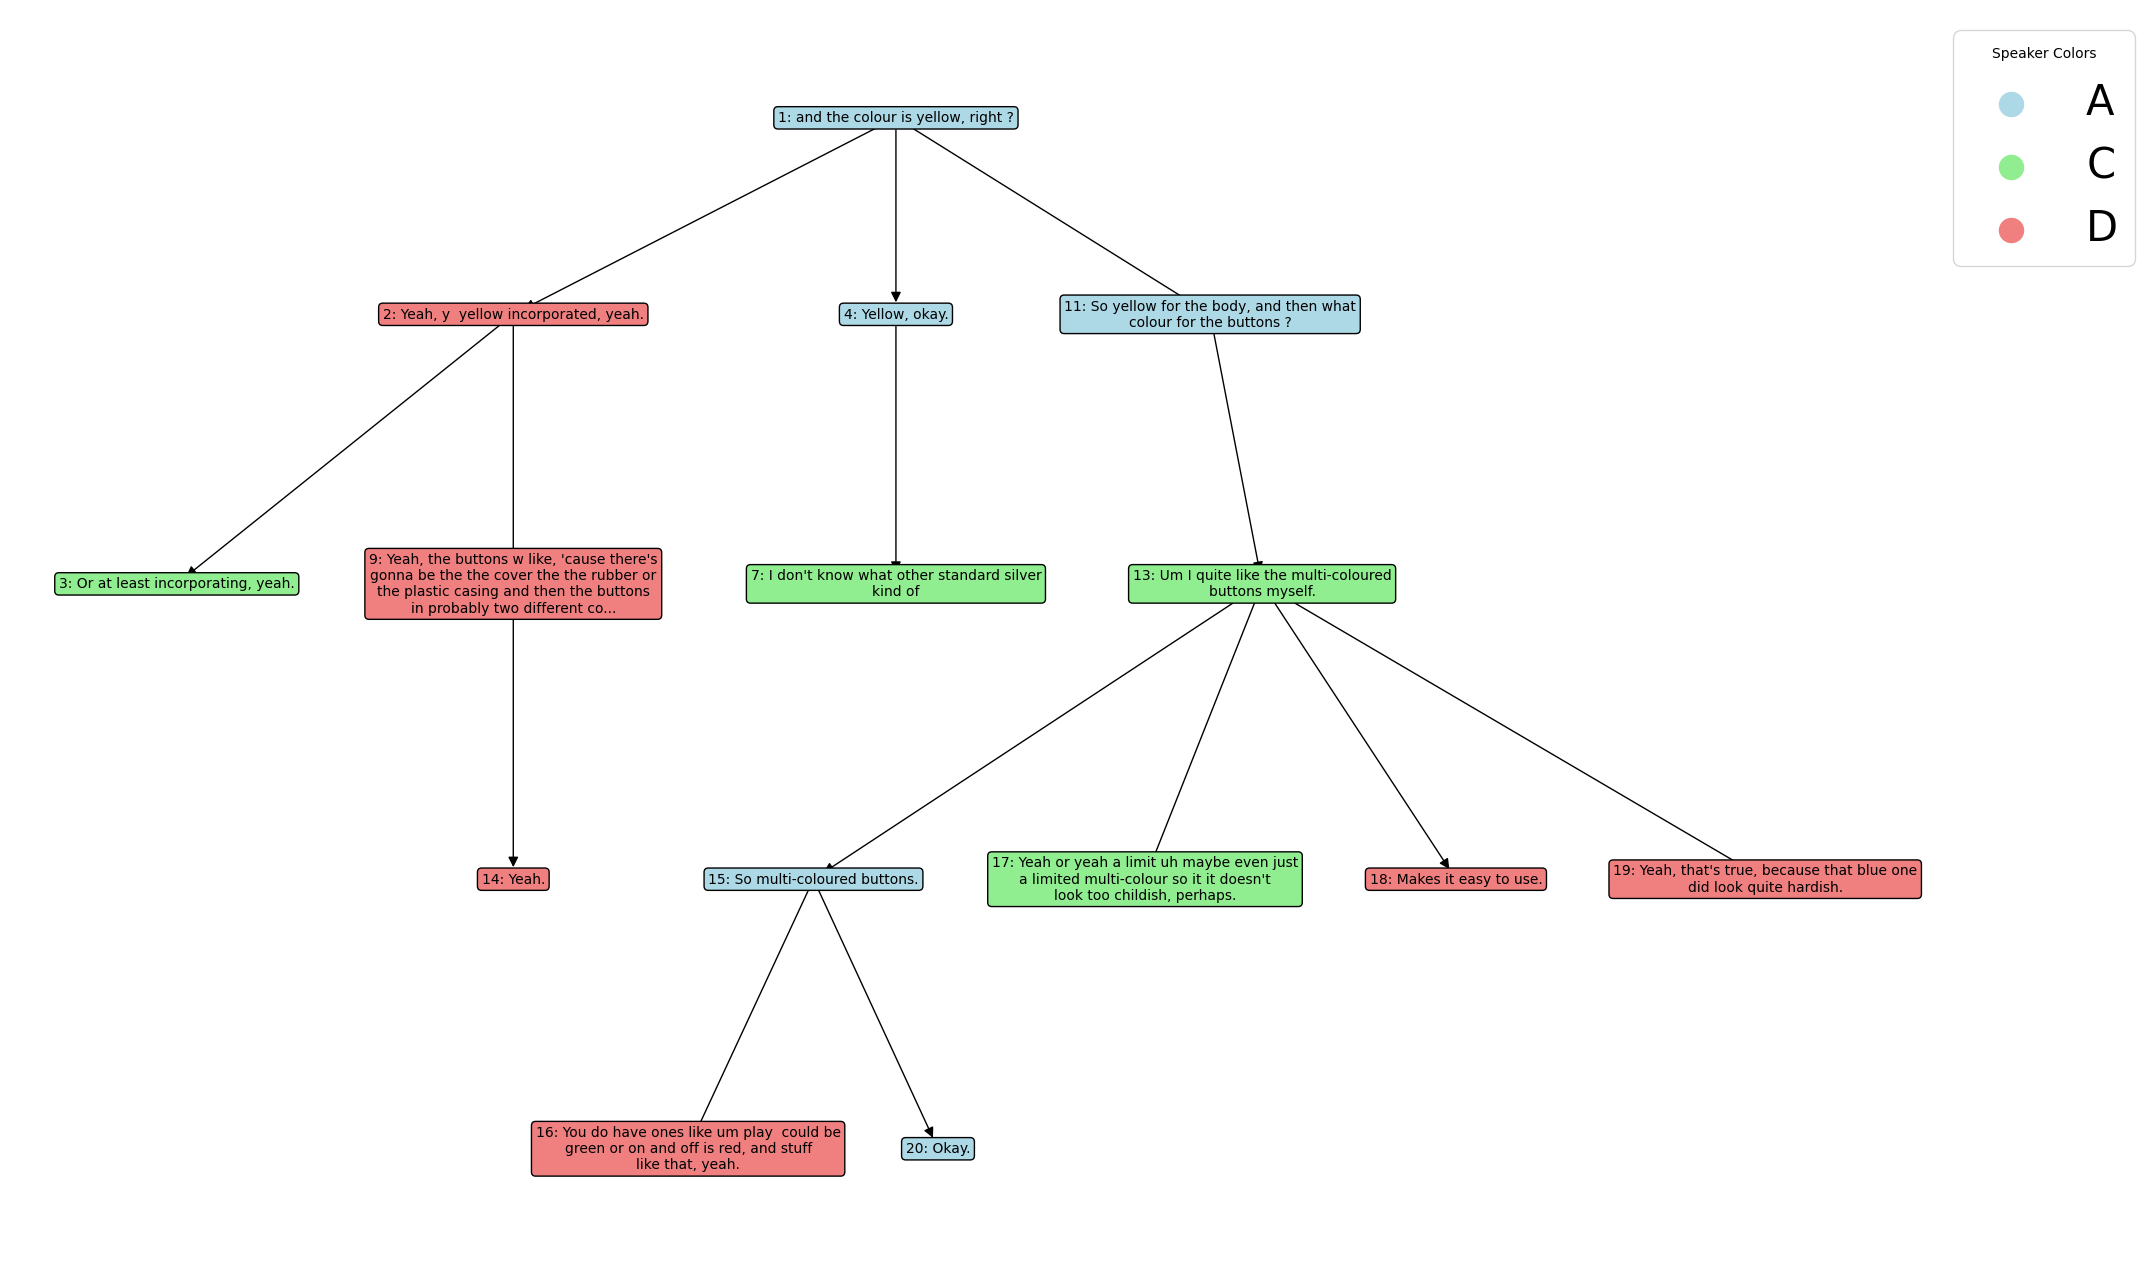 Speaker Colors
A
C
D
1: and the colour is yellow, right ?
2: Yeah, y  yellow incorporated, yeah.
4: Yellow, okay.
11: So yellow for the body, and then what
colour for the buttons ?
3: Or at least incorporating, yeah.
9: Yeah, the buttons w like, 'cause there's
gonna be the the cover the the rubber or
the plastic casing and then the buttons
in probably two different co...
7: I don't know what other standard silver
kind of
13: Um I quite like the multi-coloured
buttons myself.
14: Yeah.
15: So multi-coloured buttons.
17: Yeah or yeah a limit uh maybe even just
a limited multi-colour so it it doesn't
look too childish, perhaps.
18: Makes it easy to use.
19: Yeah, that's true, because that blue one
did look quite hardish.
16: You do have ones like um play  could be
green or on and off is red, and stuff
like that, yeah.
20: Okay.